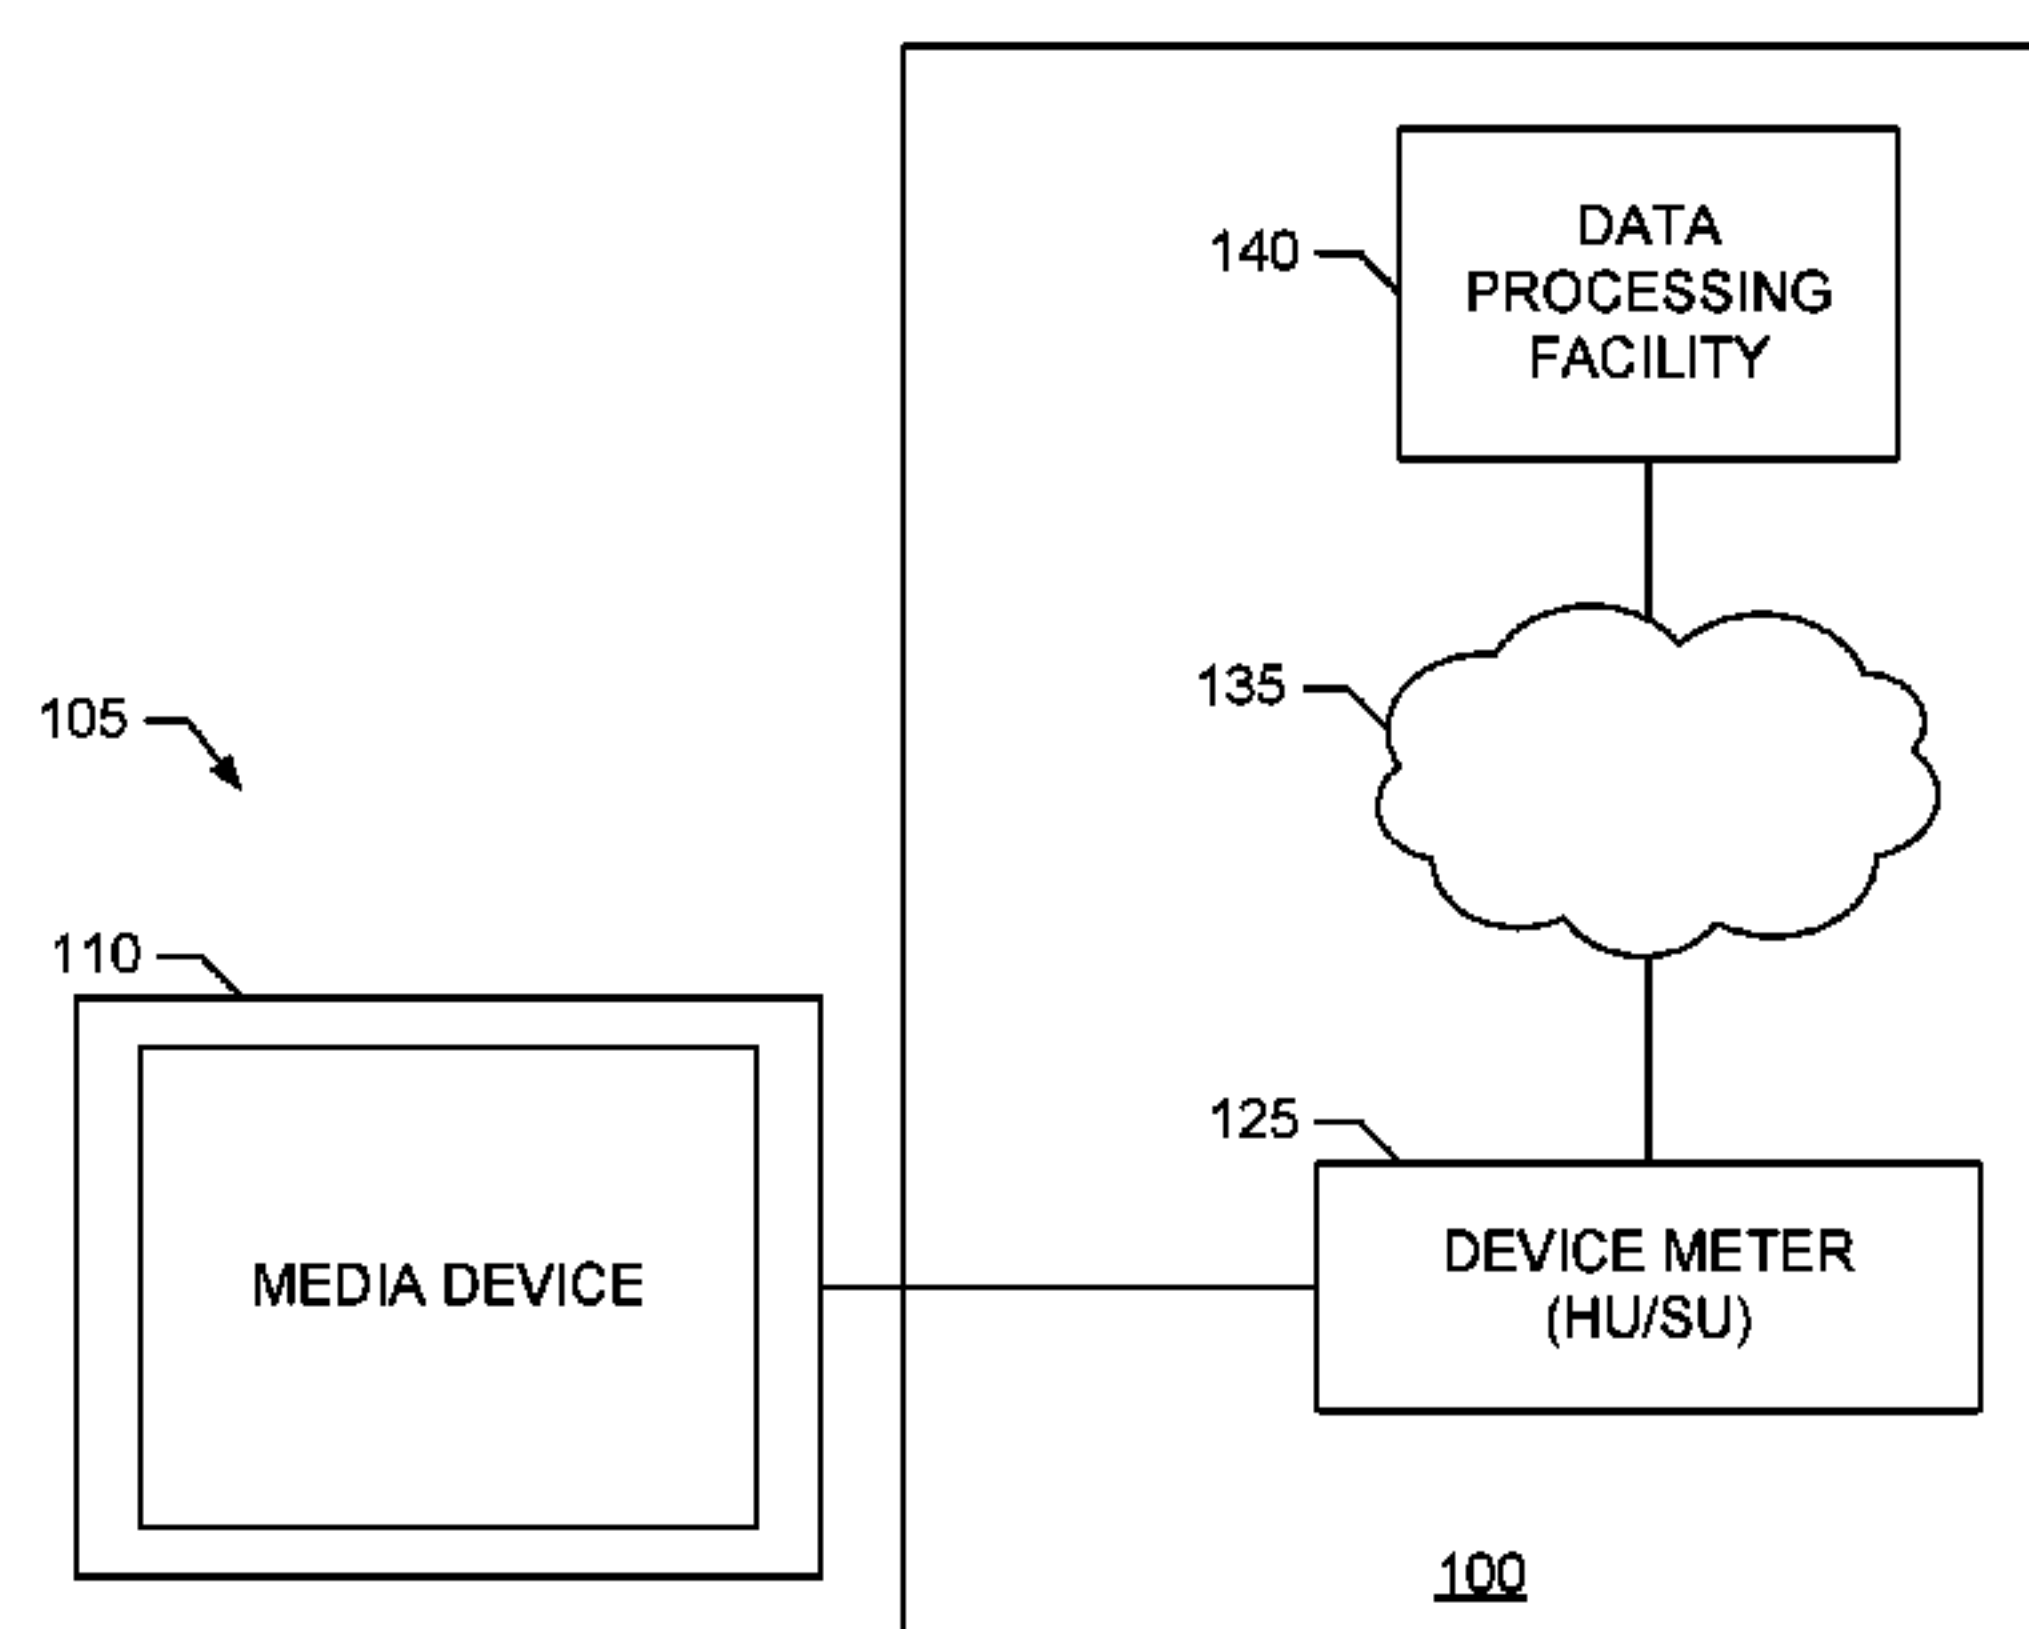 140
DATA
PROCESSING
FACILITY
135
105
110
125
MEDIA DEVICE
DEVICE METER
(HU/SU)
100